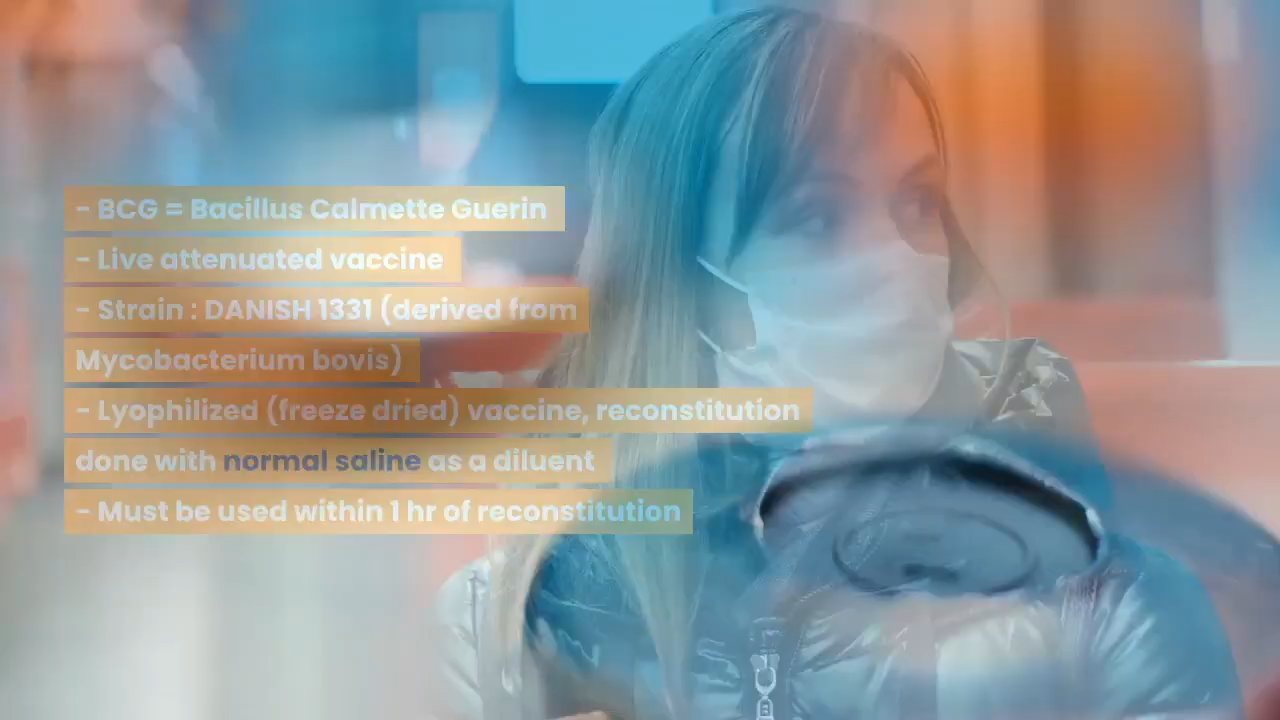 - BCG = Bacillus Calmette Guerin
- Live attenuated vaccine
- Strain : DANISH 1331 (derived from
Mycobacterium bovis)
- Lyophilized (freeze dried) vaccine, reconstitution
done with normal saline as a diluent
- Must be used within 1 hr of reconstitution